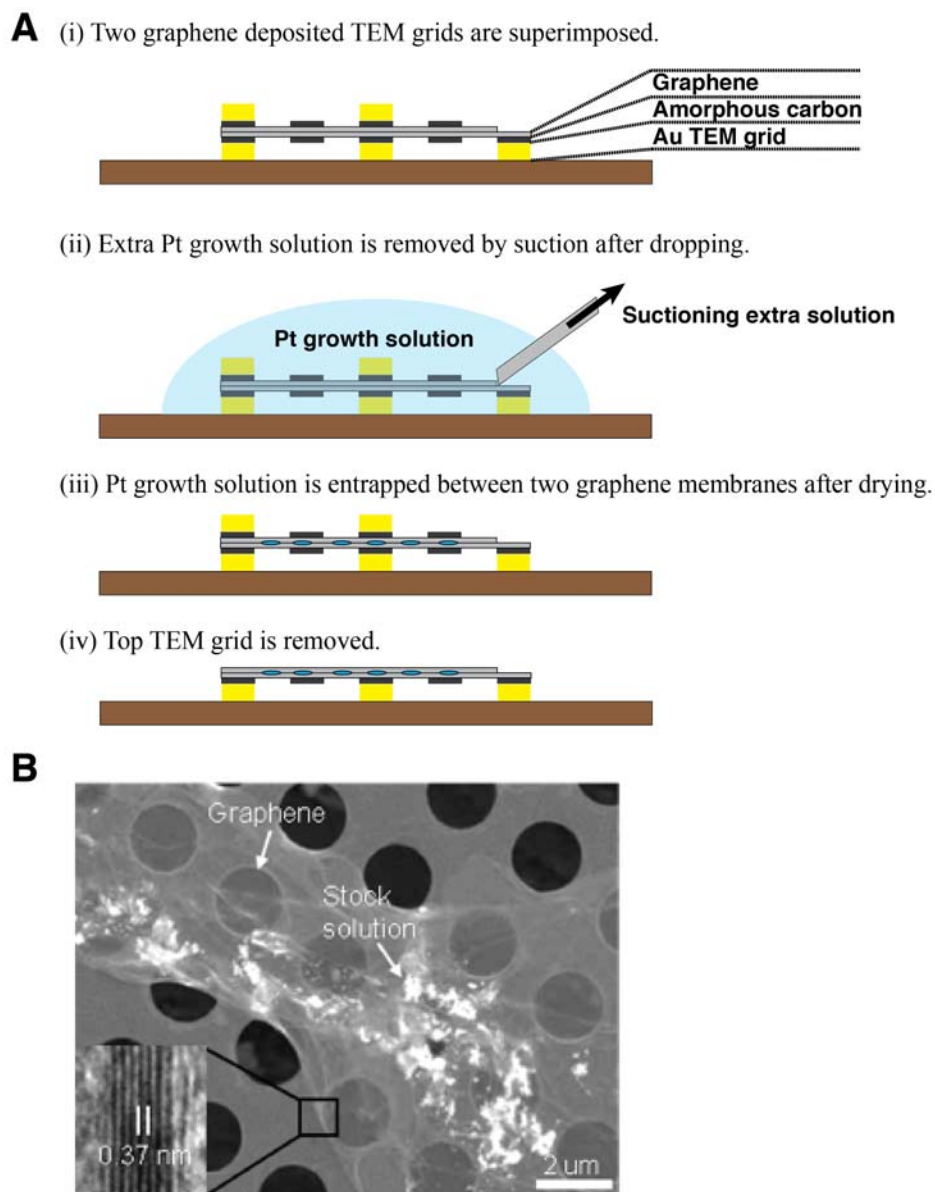 A
(i) Two graphene deposited TEM grids are superimposed.
Graphene
Amorphous carbon
Au TEM grid
(ii) Extra Pt growth solution is removed by suction after dropping.
Pt growth solution
Suctioning extra solution
(iii) Pt growth solution is entrapped between two graphene membranes after drying.
(iv) Top TEM grid is removed.
B
Graphene
Stock
solution
0.37 nm
2 um